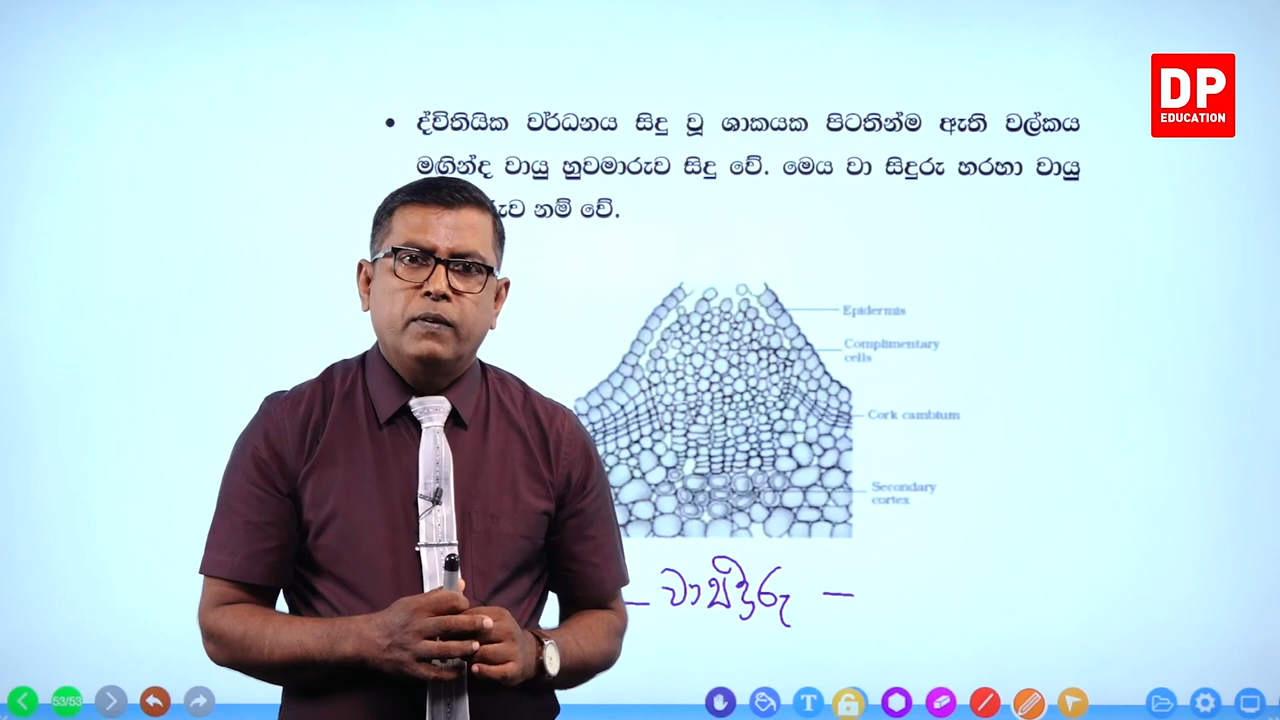 DP
EDUCATION
• ද්විතියික වර්ධනය සිදු වූ ශාකයක පිටතින්ම ඇති වල්කය
මඟින්ද වායු හුවමාරුව සිදු වේ. මෙය වා සිදුරු හරහා වායු
රුව නම් වේ.
Epidermis
Complimentary
cells
Cork cambium
Secondary
cortex
– වාසිදුරු –
53/53
T